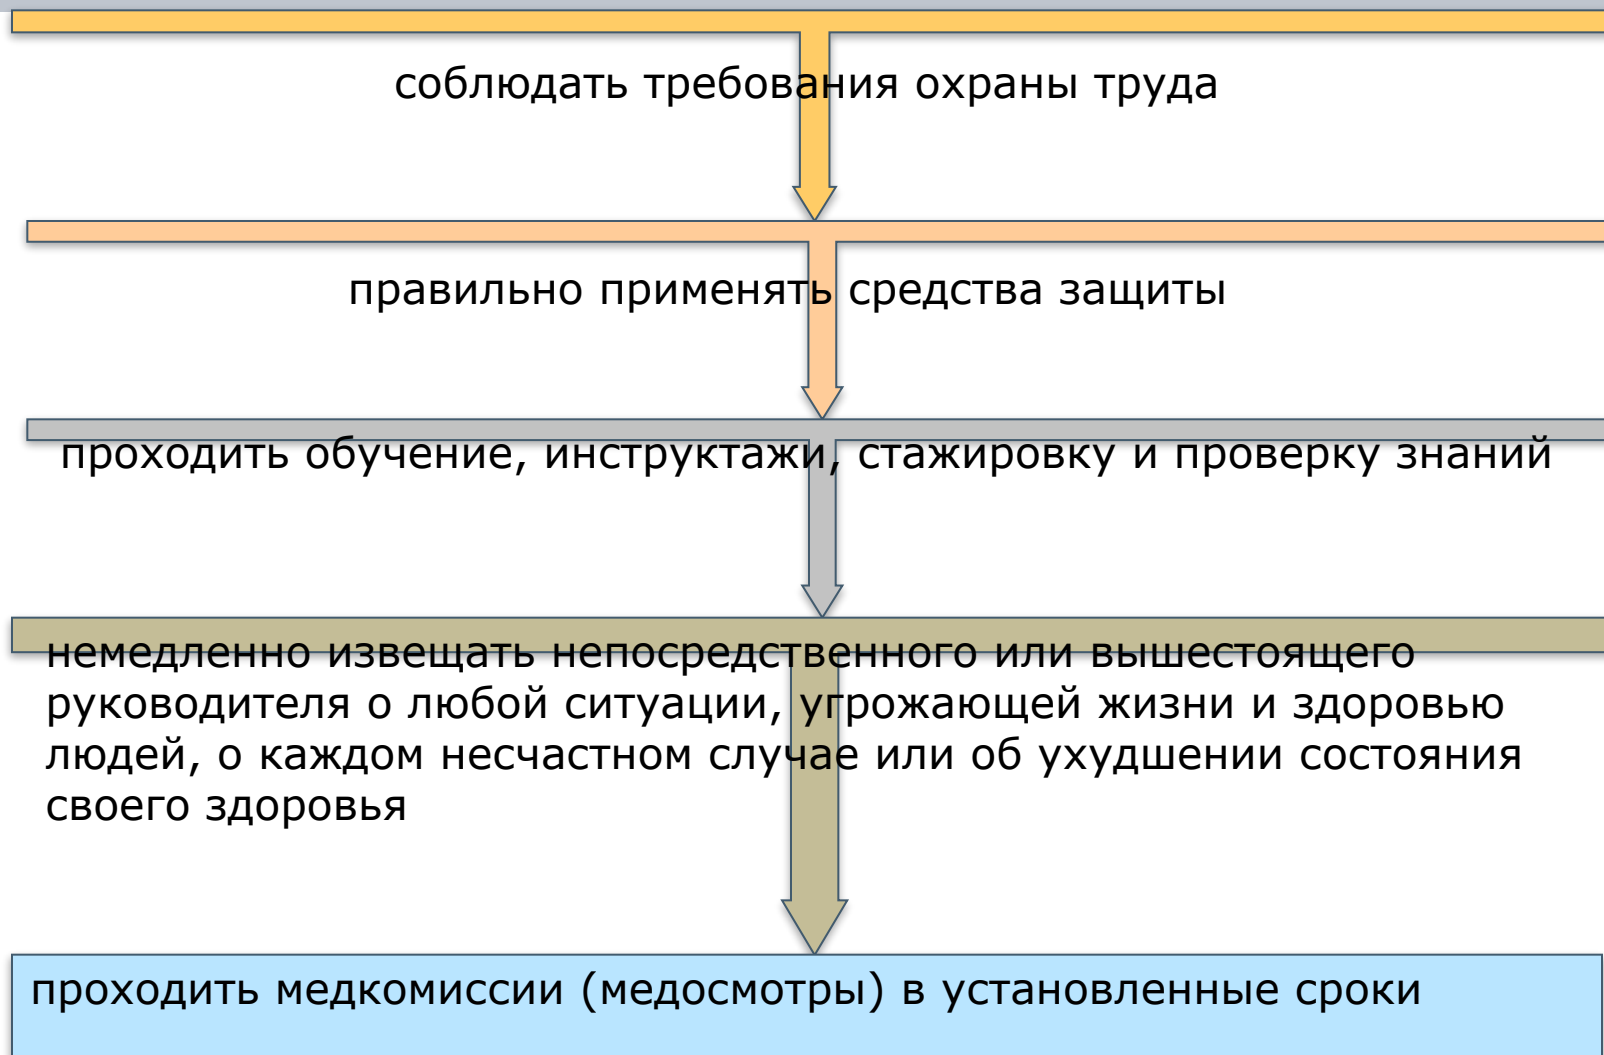 соблюдать требования охраны труда
правильно применять средства защиты
проходить обучение, инструктажи, стажировку и проверку знаний
немедленно извещать непосредственного или вышестоящего
руководителя о любой ситуации, угрожающей жизни и здоровью
людей, о каждом несчастном случае или об ухудшении состояния
своего здоровья
проходить медкомиссии (медосмотры) в установленные сроки